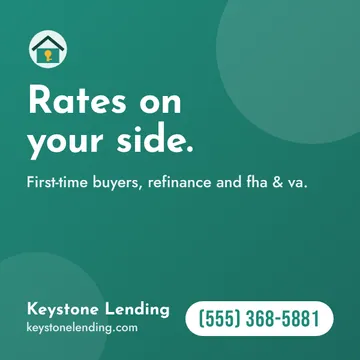 Rates on
your side.
First-time buyers, refinance and fha & va.
Keystone Lending
keystonelending.com
(555) 368-5881